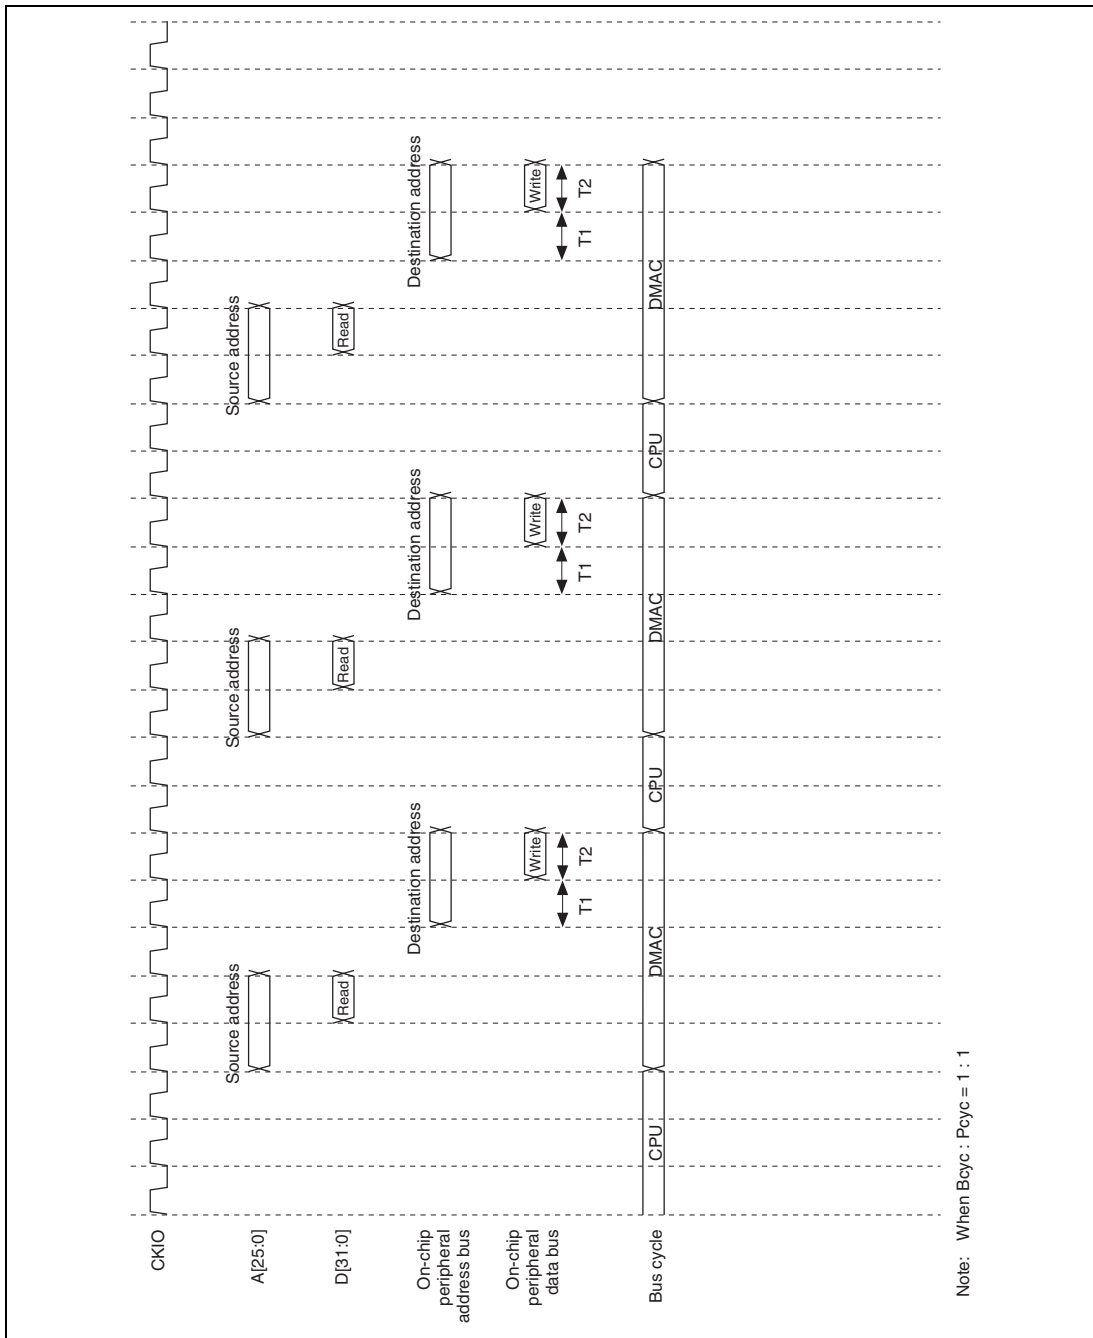 CKIO
A[25:0]
Source address
Source address
Source address
D[31:0]
Read
Read
Read
On-chip
peripheral
address bus
Destination address
Destination address
Destination address
On-chip
peripheral
data bus
Write
Write
Write
T1
T2
T1
T2
T1
T2
Bus cycle
CPU
DMAC
CPU
DMAC
CPU
DMAC
Note: When Bcyc : Pcyc = 1 : 1